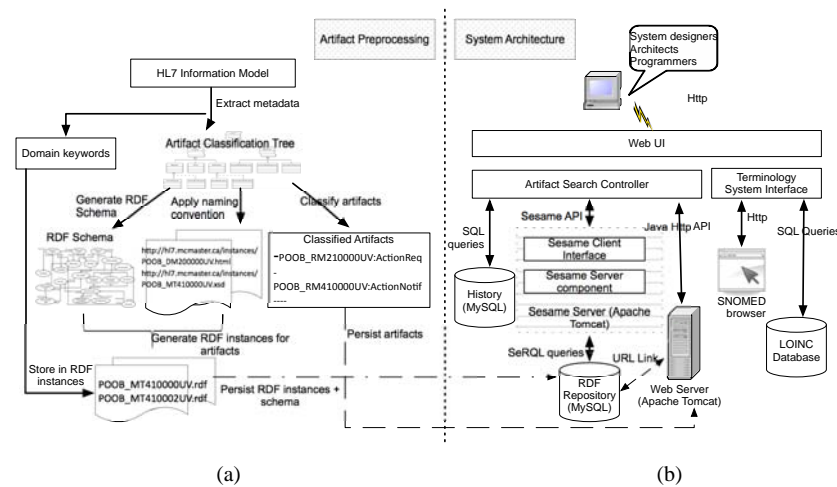 Artifact Preprocessing
System Architecture
System designers
Architects
Programmers
HL7 Information Model
Extract metadata
Http
Web UI
Domain keywords
Artifact Classification Tree
Artifact Search Controller
Terminology
System Interface
Generate RDF
Schema
Apply naming
convention
Classify artifacts
SQL
queries
Sesame API
Java Http API
Http
SQL Queries
RDF Schema
http://hl7.mcmaster.ca/instances/
POOB_DM200000UV.html
http://hl7.mcmaster.ca/instances/
POOB_MT410000UV.xsd
Classified Artifacts
-POOB_RM210000UV:ActionReq
-
POOB_RM410000UV:ActionNotif
----
Sesame Client
Interface
Sesame Server
component
Sesame Server (Apache
Tomcat)
History
(MySQL)
SNOMED
browser
LOINC
Database
Generate RDF instances for
artifacts
Persist artifacts
SeRQL queries
URL Link
Store in RDF
instances
POOB_MT410000UV.rdf
POOB_MT410002UV.rdf
Persist RDF instances +
schema
RDF
Repository
(MySQL)
Web Server
(Apache Tomcat)
(a)
(b)